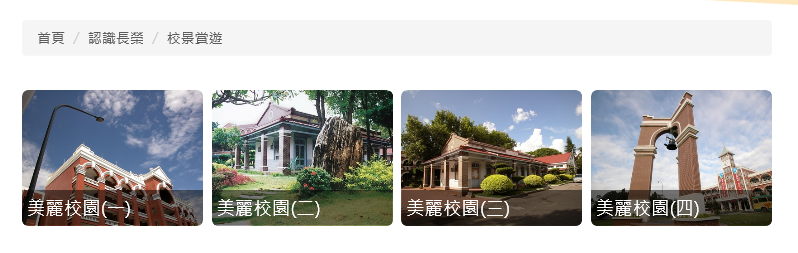 首頁 / 認識長榮 / 校景賞遊
美麗校園(一)
美麗校園(二)
美麗校園(三)
美麗校園(四)